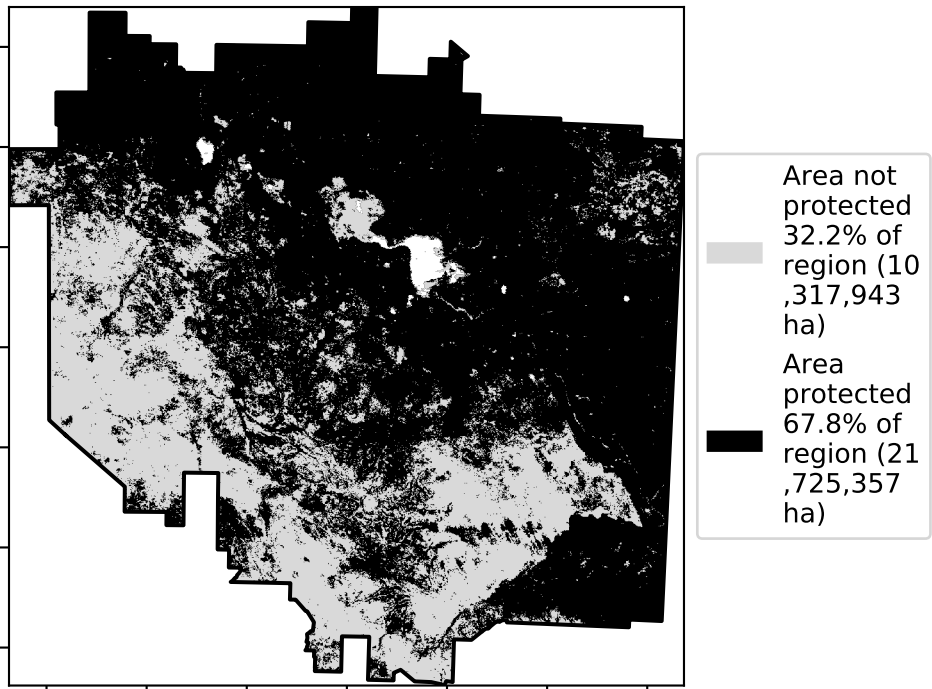 Area not
protected
32.2% of
region (10
,317,943
ha)
Area
protected
67.8% of
region (21
,725,357
ha)